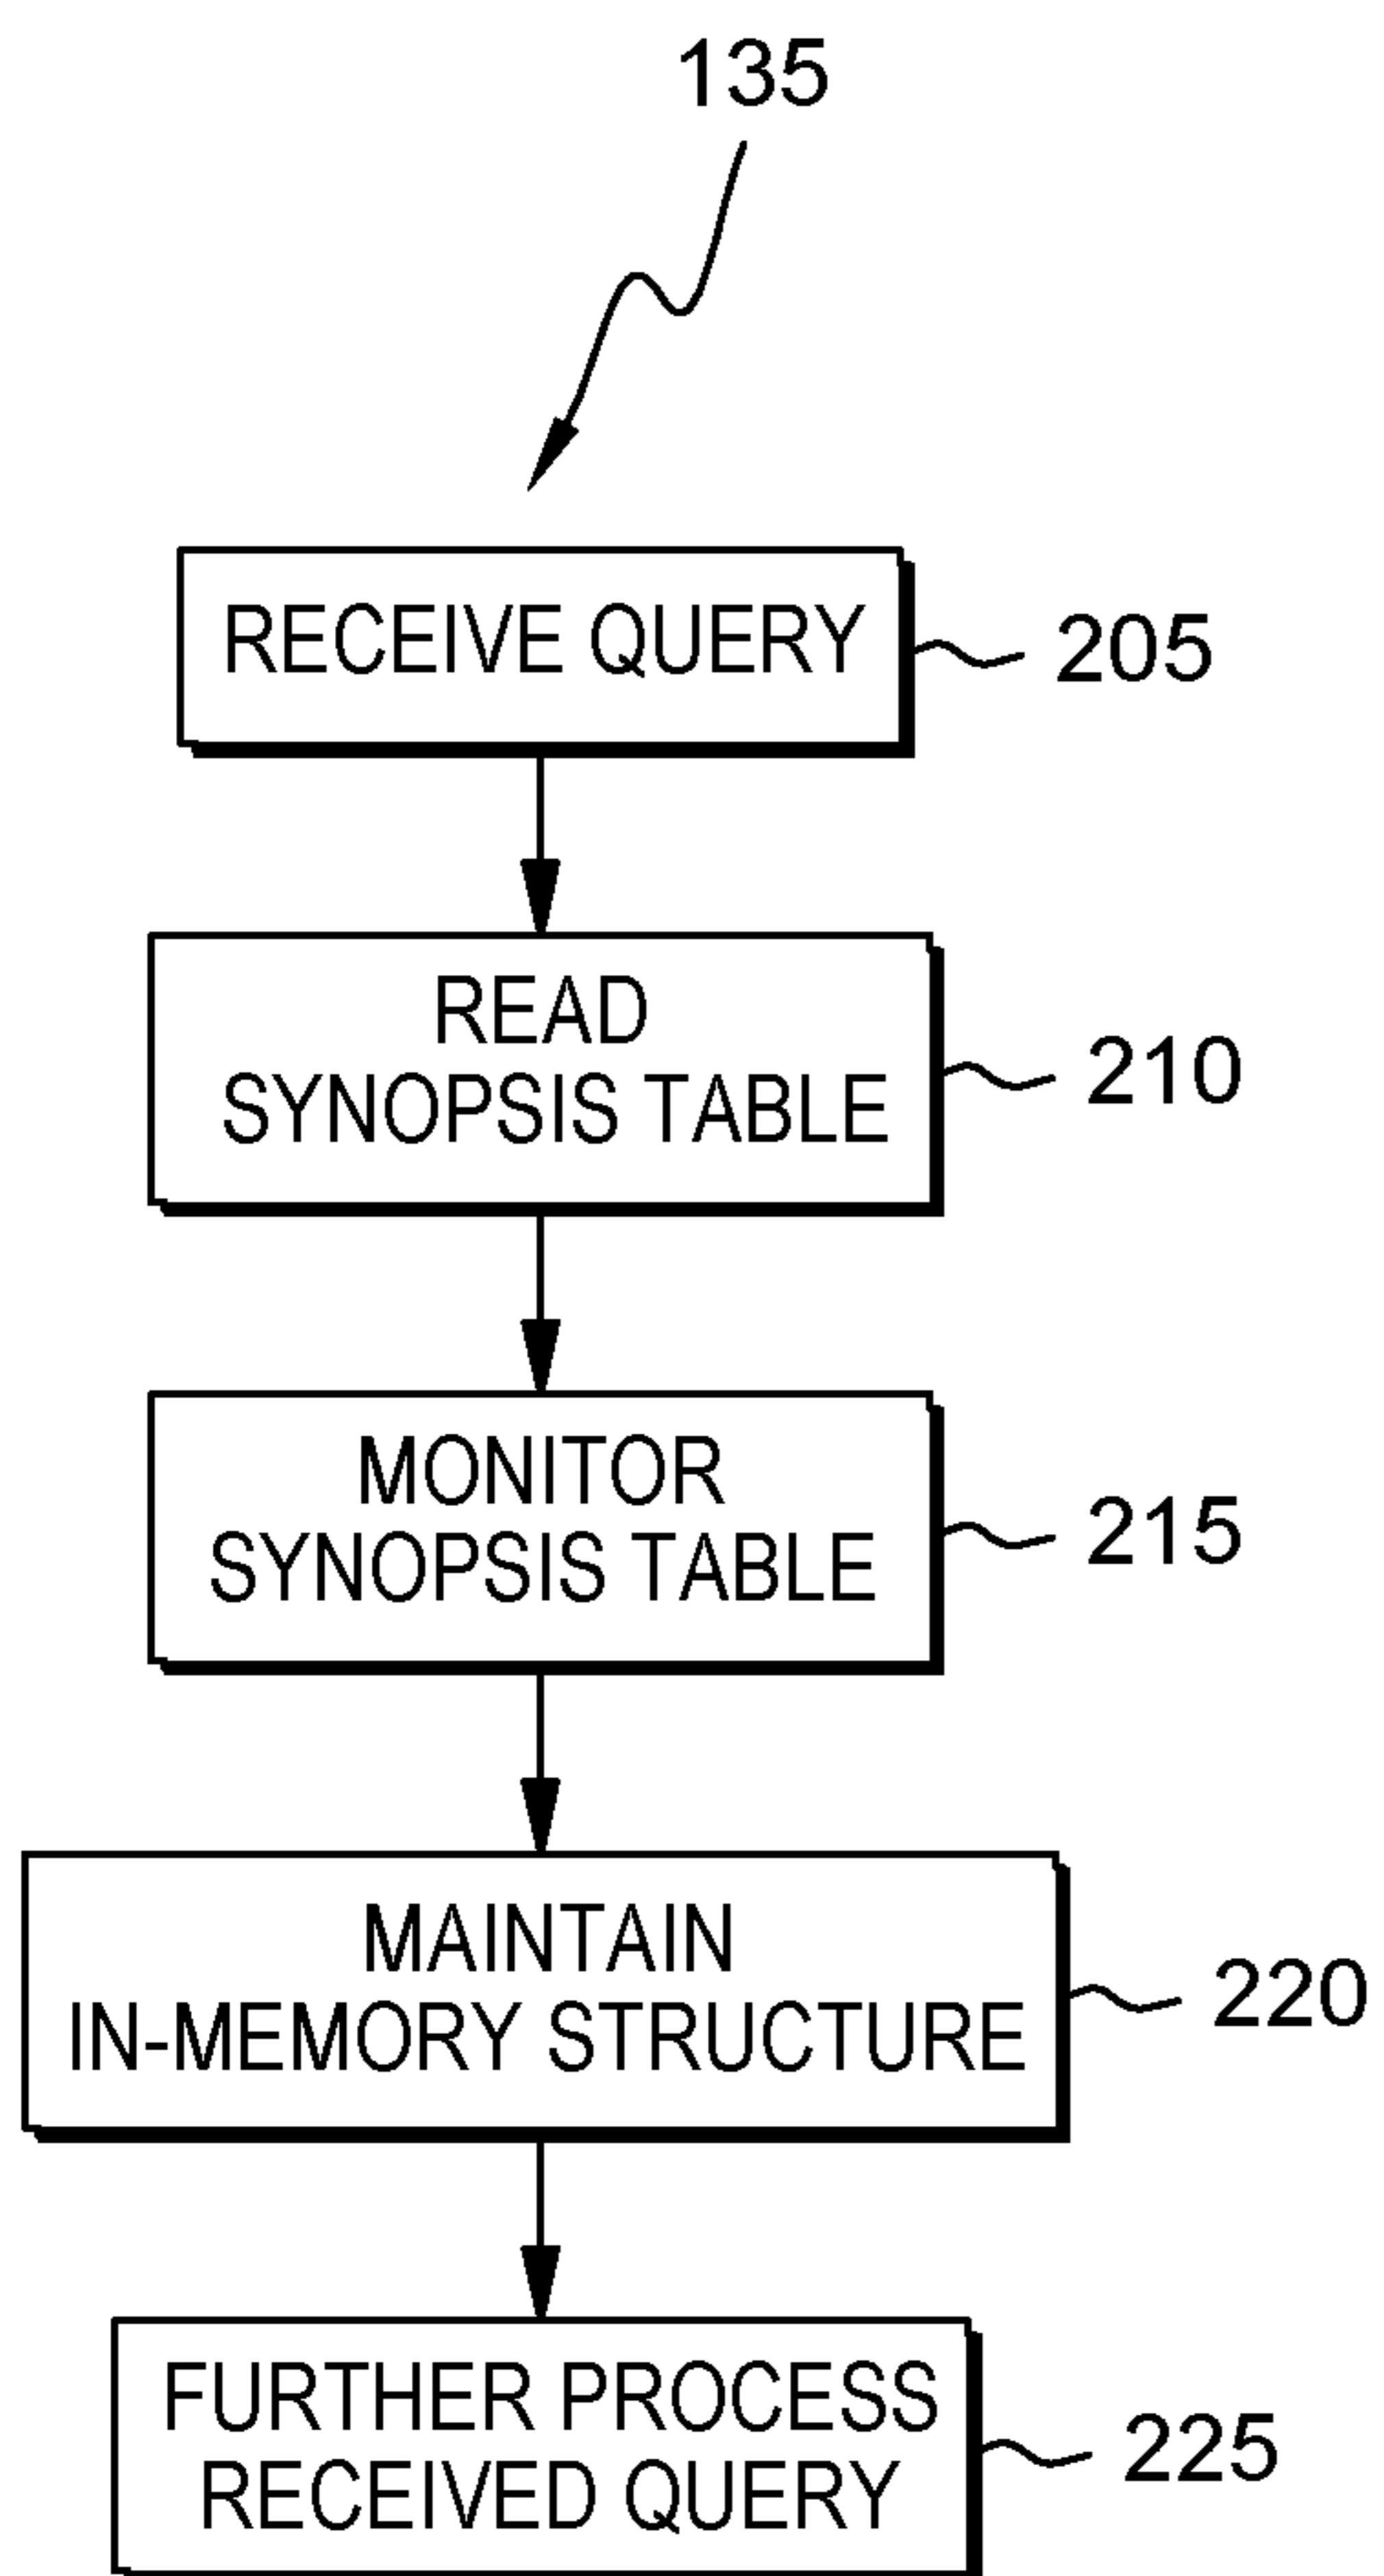 135
RECEIVE QUERY
205
READ
SYNOPSIS TABLE
210
MONITOR
SYNOPSIS TABLE
215
MAINTAIN
IN-MEMORY STRUCTURE
220
FURTHER PROCESS
RECEIVED QUERY
225